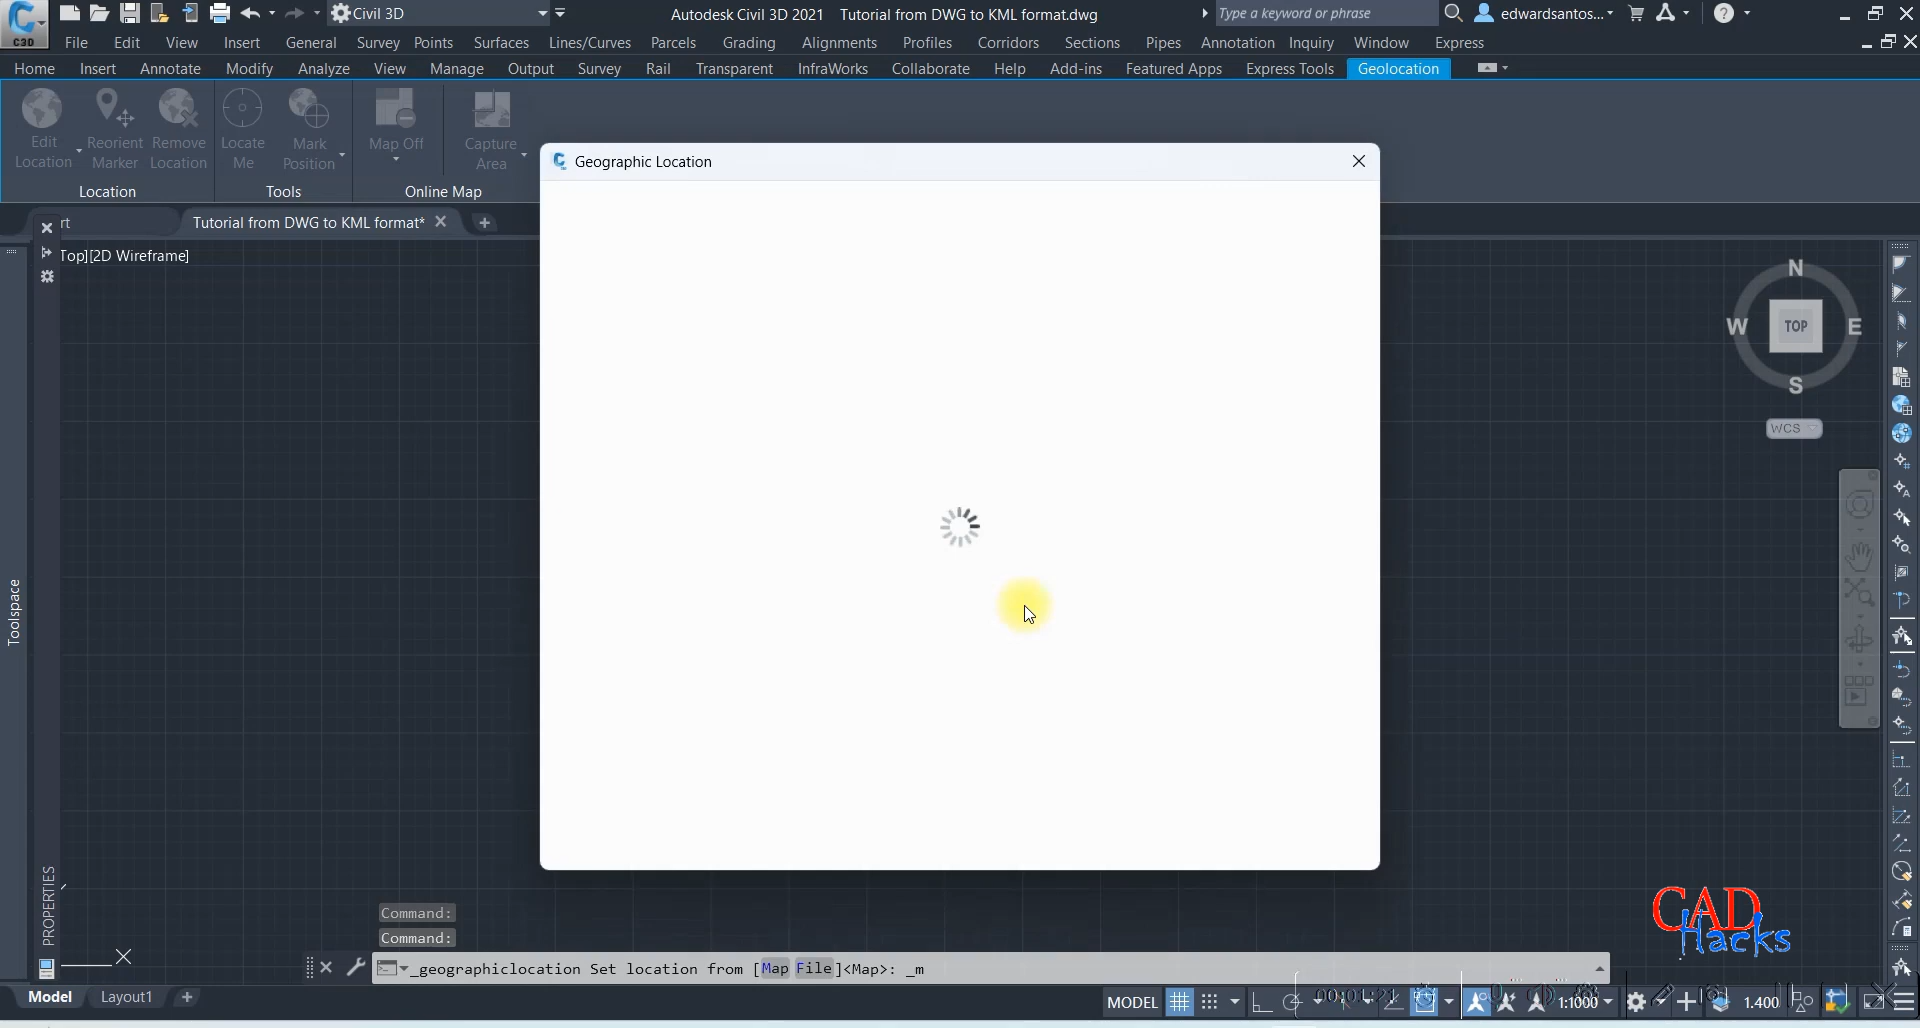 Civil 3D
Autodesk Civil 3D 2021 Tutorial from DWG to KML format.dwg
Type a keyword or phrase
edwardsantos...
C3D
File Edit View Insert General Survey Points Surfaces Lines/Curves Parcels Grading Alignments Profiles Corridors Sections Pipes Annotation Inquiry Window Express
Home Insert Annotate Modify Analyze View Manage Output Survey Rail Transparent InfraWorks Collaborate Help Add-ins Featured Apps Express Tools Geolocation
Edit Reorient Remove Locate Mark Map Off Capture
Location Marker Location Me Position Area
Location Tools Online Map
Geographic Location
rt Tutorial from DWG to KML format*
Top][2D Wireframe]
N
W TOP E
S
WCS
Toolspace
PROPERTIES
Command:
Command:
_geographiclocation Set location from [Map File]<Map>: _m
CAD
Hacks
Model Layout1
MODEL 00:01:21 1:1000 1.400